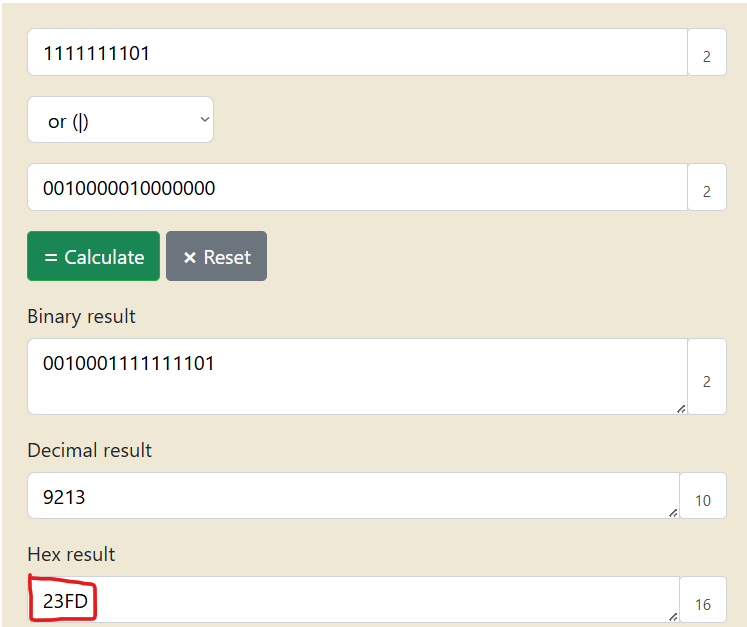 1111111101 2
or (|)
0010000010000000 2
= Calculate × Reset
Binary result
0010001111111101 2
Decimal result
9213 10
Hex result
23FD 16